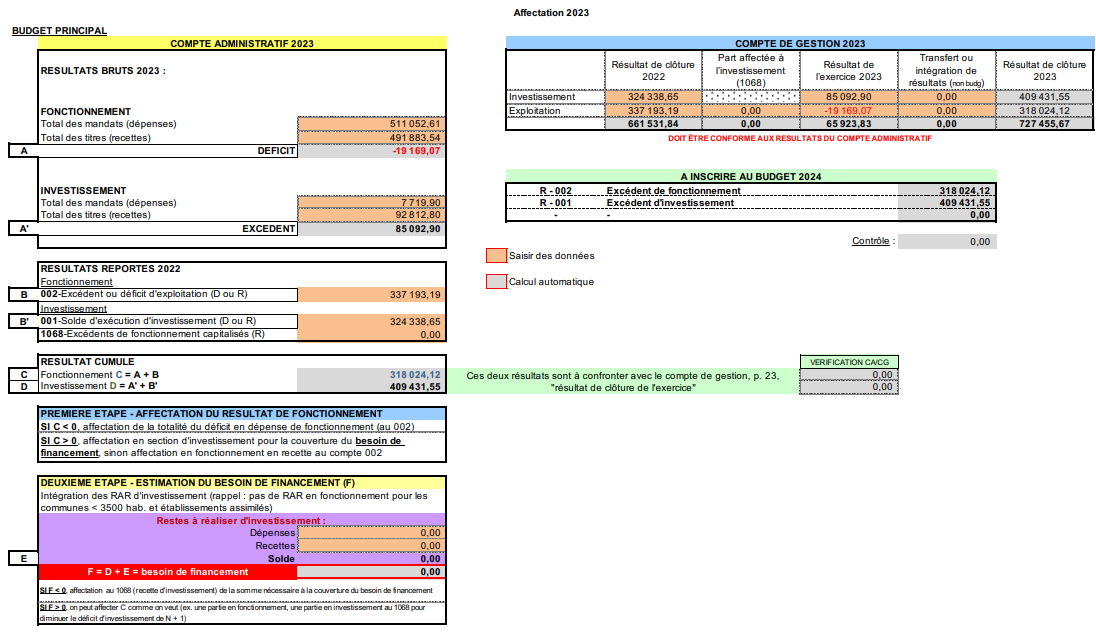 Affectation 2023
BUDGET PRINCIPAL
COMPTE ADMINISTRATIF 2023
RESULTATS BRUTS 2023 :
FONCTIONNEMENT
Total des mandats (dépenses) 511 052,61
Total des titres (recettes) 491 883,54
A DEFICIT -19 169,07
INVESTISSEMENT
Total des mandats (dépenses) 7 719,90
Total des titres (recettes) 92 812,80
A' EXCEDENT 85 092,90
RESULTATS REPORTES 2022
Fonctionnement
B 002-Excédent ou déficit d'exploitation (D ou R) 337 193,19
Investissement
B' 001-Solde d'exécution d'investissement (D ou R) 324 338,65
1068-Excédents de fonctionnement capitalisés (R) 0,00
RESULTAT CUMULE
C Fonctionnement C = A + B 318 024,12
D Investissement D = A' + B' 409 431,55
PREMIERE ETAPE - AFFECTATION DU RESULTAT DE FONCTIONNEMENT
SI C < 0, affectation de la totalité du déficit en dépense de fonctionnement (au 002)
SI C > 0, affectation en section d'investissement pour la couverture du besoin de
financement, sinon affectation en fonctionnement en recette au compte 002
DEUXIEME ETAPE - ESTIMATION DU BESOIN DE FINANCEMENT (F)
Intégration des RAR d'investissement (rappel : pas de RAR en fonctionnement pour les
communes < 3500 hab. et établissements assimilés)
Restes à réaliser d'investissement :
Dépenses 0,00
Recettes 0,00
E Solde 0,00
F = D + E = besoin de financement 0,00
SI F < 0, affectation au 1068 (recette d'investissement) de la somme nécessaire à la couverture du besoin de financement
SI F > 0, on peut affecter C comme on veut (ex. une partie en fonctionnement, une partie en investissement au 1068 pour
diminuer le déficit d'investissement de N + 1)
COMPTE DE GESTION 2023
Résultat de clôture 2022 Part affectée à l'investissement (1068) Résultat de l'exercice 2023 Transfert ou intégration de résultats (non budg) Résultat de clôture 2023
Investissement 324 338,65 85 092,90 0,00 409 431,55
Exploitation 337 193,19 0,00 -19 169,07 0,00 318 024,12
661 531,84 0,00 65 923,83 0,00 727 455,67
DOIT ÊTRE CONFORME AUX RESULTATS DU COMPTE ADMINISTRATIF
A INSCRIRE AU BUDGET 2024
R - 002 Excédent de fonctionnement 318 024,12
R - 001 Excédent d'investissement 409 431,55
- - 0,00
Contrôle : 0,00
Saisir des données
Calcul automatique
VERIFICATION CA/CG
Ces deux résultats sont à confronter avec le compte de gestion, p. 23, 0,00
"résultat de clôture de l'exercice" 0,00